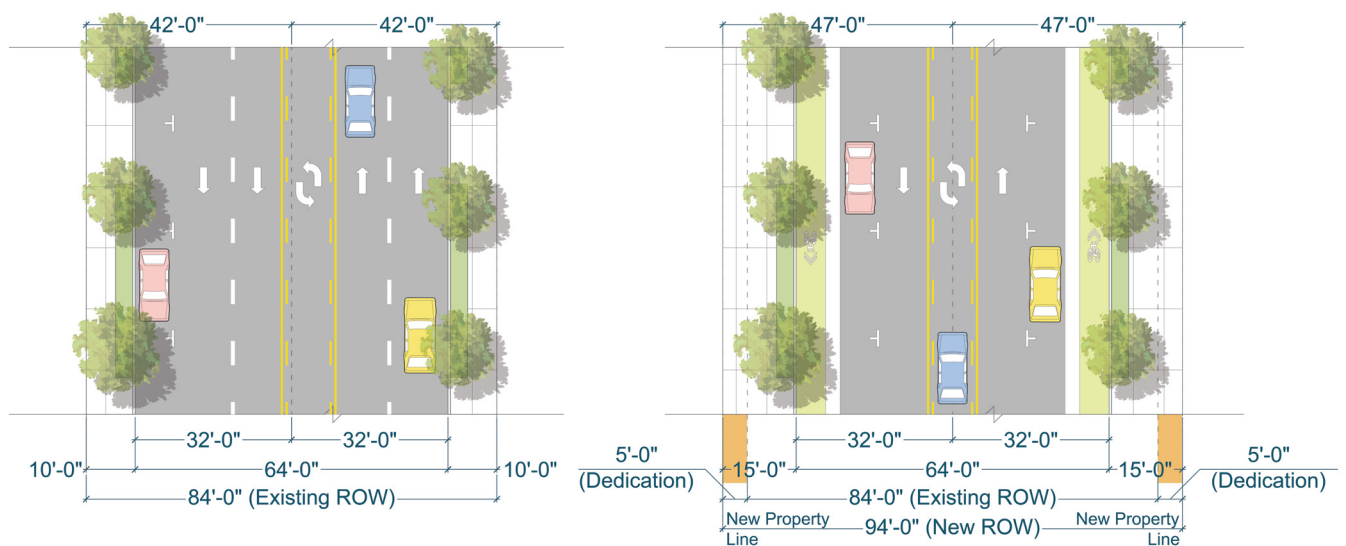 42'-0" 42'-0"
47'-0" 47'-0"
32'-0" 32'-0"
10'-0" 64'-0" 10'-0"
84'-0" (Existing ROW)
32'-0" 32'-0"
5'-0"
(Dedication)
15'-0" 64'-0" 15'-0"
5'-0"
(Dedication)
84'-0" (Existing ROW)
New Property
Line
94'-0" (New ROW)
New Property
Line